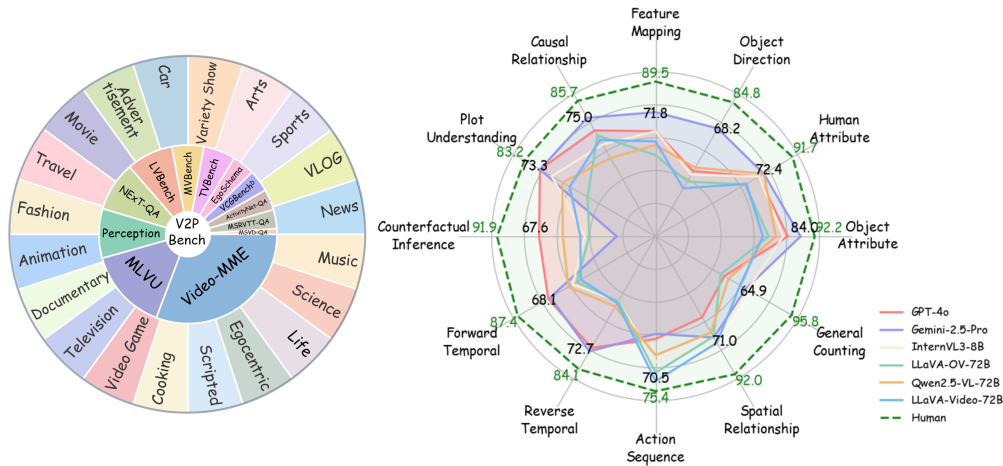 Car
Variety Show
Arts
Sports
VLOG
News
Music
Science
Life
Egocentric
Scripted
Cooking
Video Game
Television
Documentary
Animation
Fashion
Travel
Movie
Adver
tisement
V2P
Bench
LVBench
MVBench
TVBench
EgoSchema
VCGBench^D
ActivityNet-QA
MSRVTT-QA
MSVD-QA
Video-MME
MLVU
Perception
NExT-QA
Feature
Mapping
89.5
71.8
Object
Direction
84.8
68.2
Human
Attribute
91.7
72.4
Object
Attribute
92.2
84.0
General
Counting
95.8
64.9
Spatial
Relationship
92.0
71.0
Action
Sequence
75.4
70.5
Reverse
Temporal
84.1
72.7
Forward
Temporal
87.4
68.1
Counterfactual
Inference
91.9
67.6
Plot
Understanding
83.2
73.3
Causal
Relationship
85.7
75.0
GPT-4o
Gemini-2.5-Pro
InternVL3-8B
LLaVA-OV-72B
Qwen2.5-VL-72B
LLaVA-Video-72B
Human